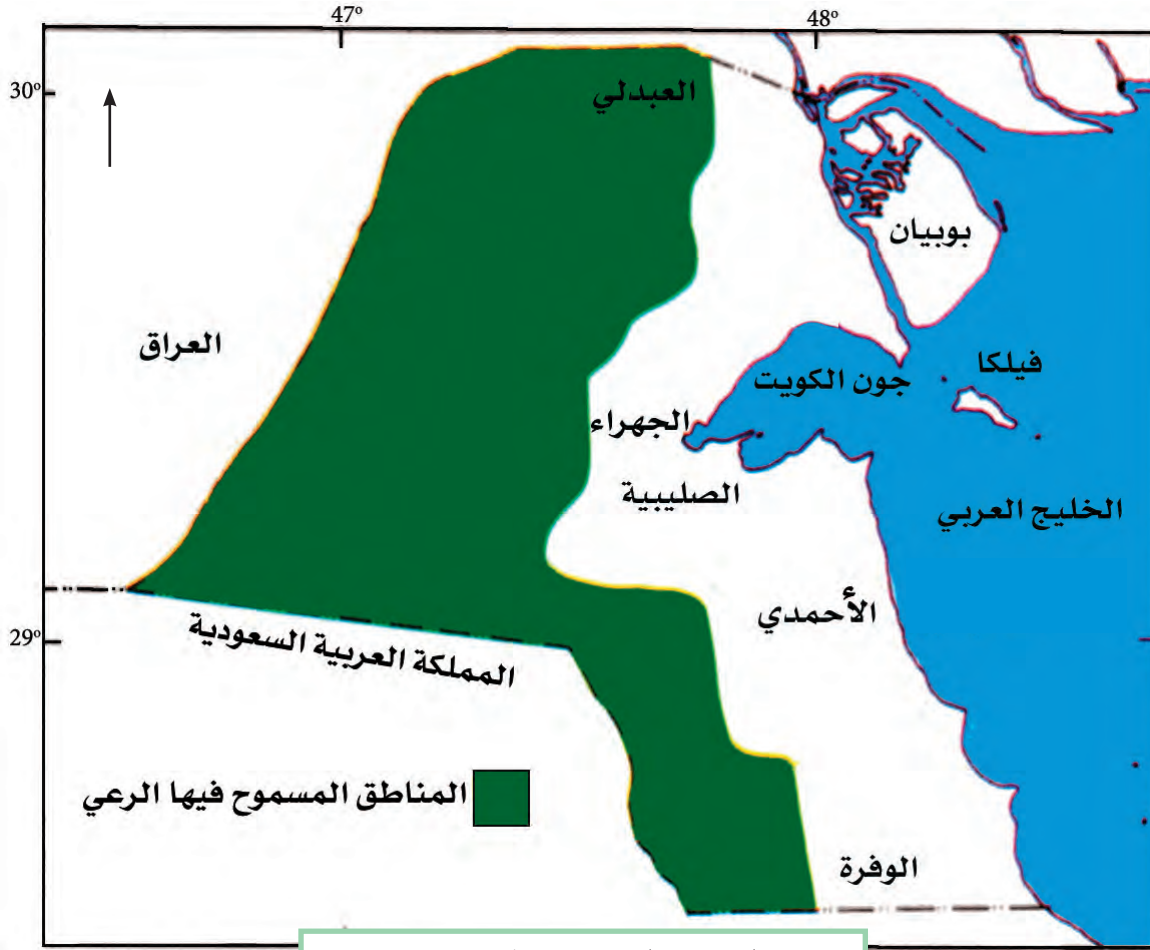 47° 48°
30°
العبدلي
بوبيان
العراق
فيلكا
جون الكويت
الجهراء
الصليبية
الخليج العربي
الأحمدي
29°
المملكة العربية السعودية
المناطق المسموح فيها الرعي
الوفرة